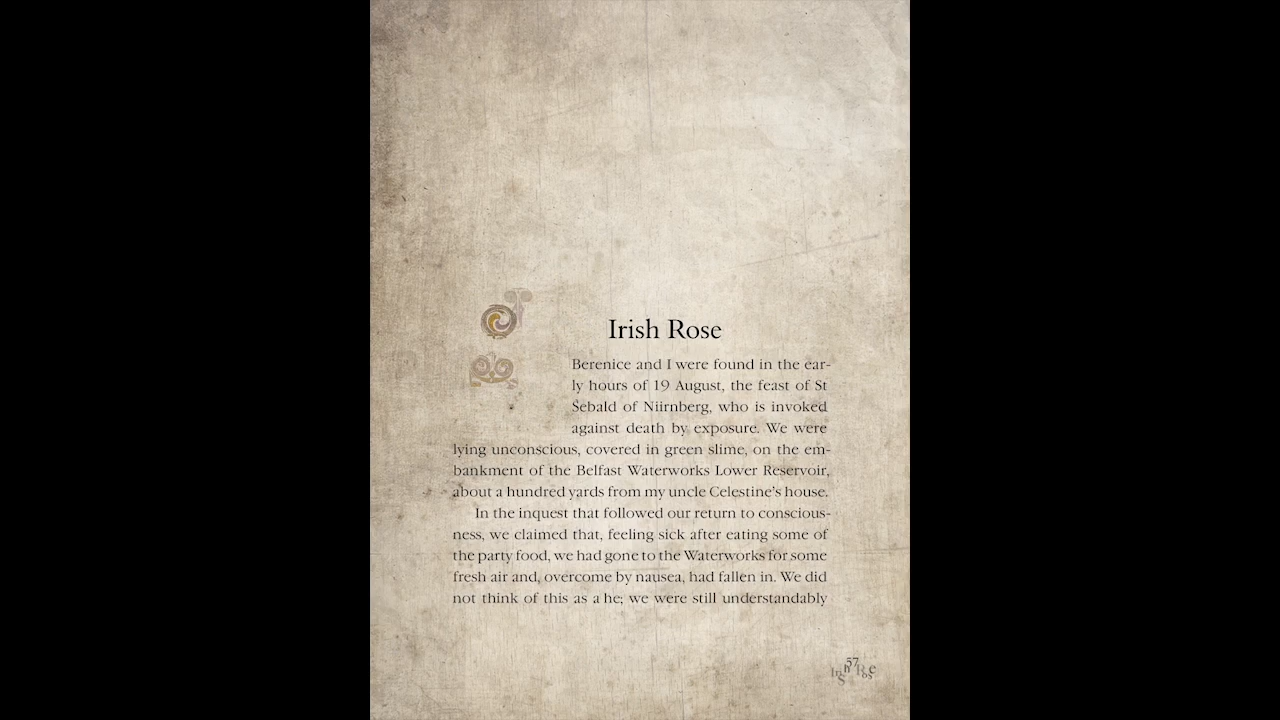 Irish Rose
Berenice and I were found in the ear-
ly hours of 19 August, the feast of St
Sebald of Niirnberg, who is invoked
against death by exposure. We were
lying unconscious, covered in green slime, on the em-
bankment of the Belfast Waterworks Lower Reservoir,
about a hundred yards from my uncle Celestine's house.
In the inquest that followed our return to conscious-
ness, we claimed that, feeling sick after eating some of
the party food, we had gone to the Waterworks for some
fresh air and, overcome by nausea, had fallen in. We did
not think of this as a he; we were still understandably
57
Irish Rose